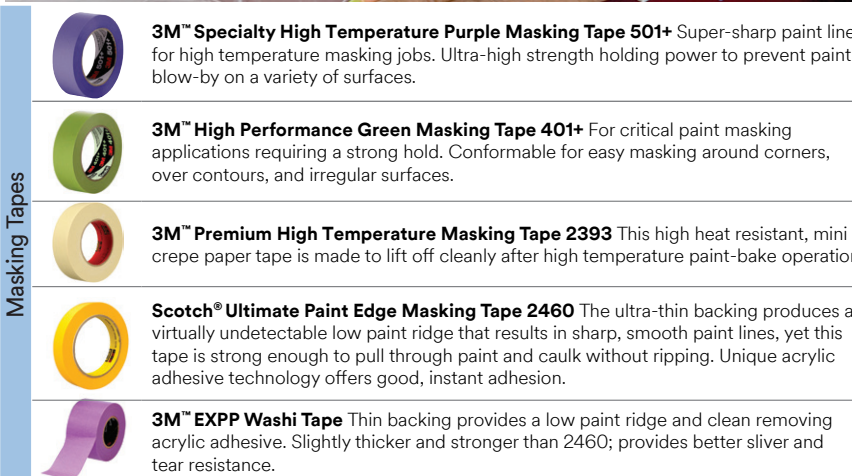 Masking Tapes
3M™ Specialty High Temperature Purple Masking Tape 501+ Super-sharp paint line
for high temperature masking jobs. Ultra-high strength holding power to prevent paint
blow-by on a variety of surfaces.
3M™ High Performance Green Masking Tape 401+ For critical paint masking
applications requiring a strong hold. Conformable for easy masking around corners,
over contours, and irregular surfaces.
3M™ Premium High Temperature Masking Tape 2393 This high heat resistant, mini
crepe paper tape is made to lift off cleanly after high temperature paint-bake operation
Scotch® Ultimate Paint Edge Masking Tape 2460 The ultra-thin backing produces a
virtually undetectable low paint ridge that results in sharp, smooth paint lines, yet this
tape is strong enough to pull through paint and caulk without ripping. Unique acrylic
adhesive technology offers good, instant adhesion.
3M™ EXPP Washi Tape Thin backing provides a low paint ridge and clean removing
acrylic adhesive. Slightly thicker and stronger than 2460; provides better sliver and
tear resistance.